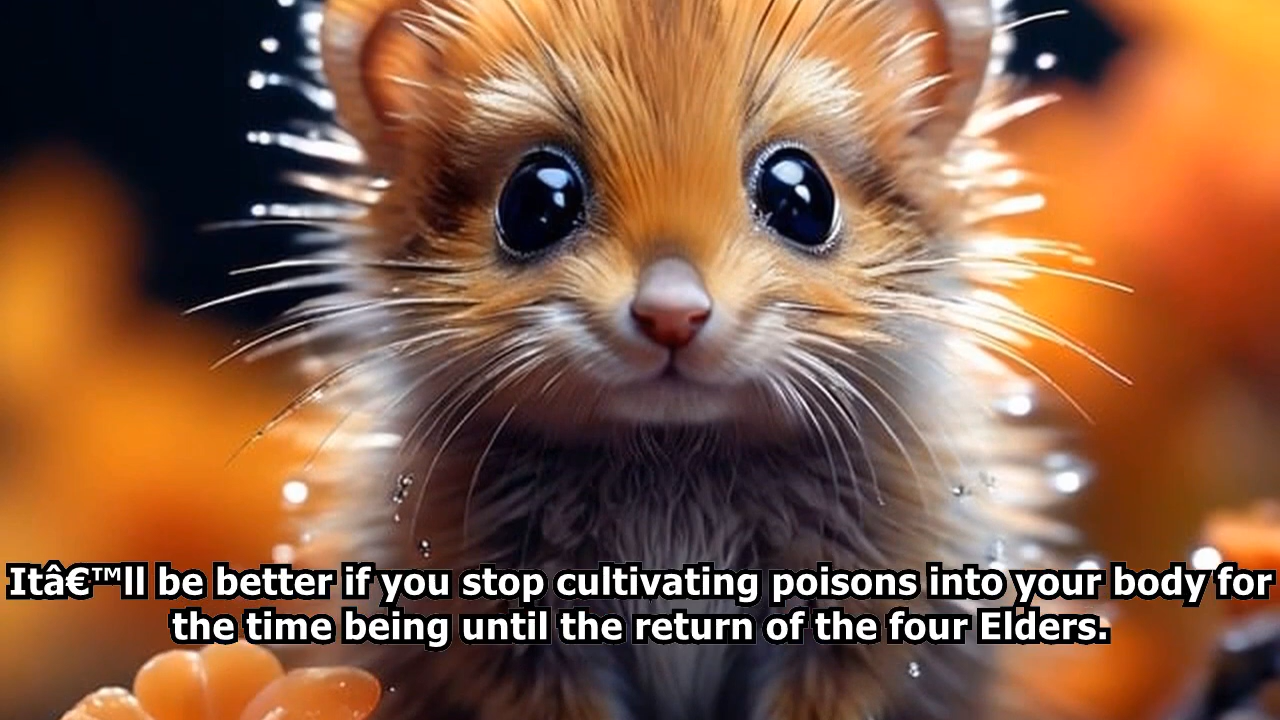 Itâ€™ll be better if you stop cultivating poisons into your body for
the time being until the return of the four Elders.